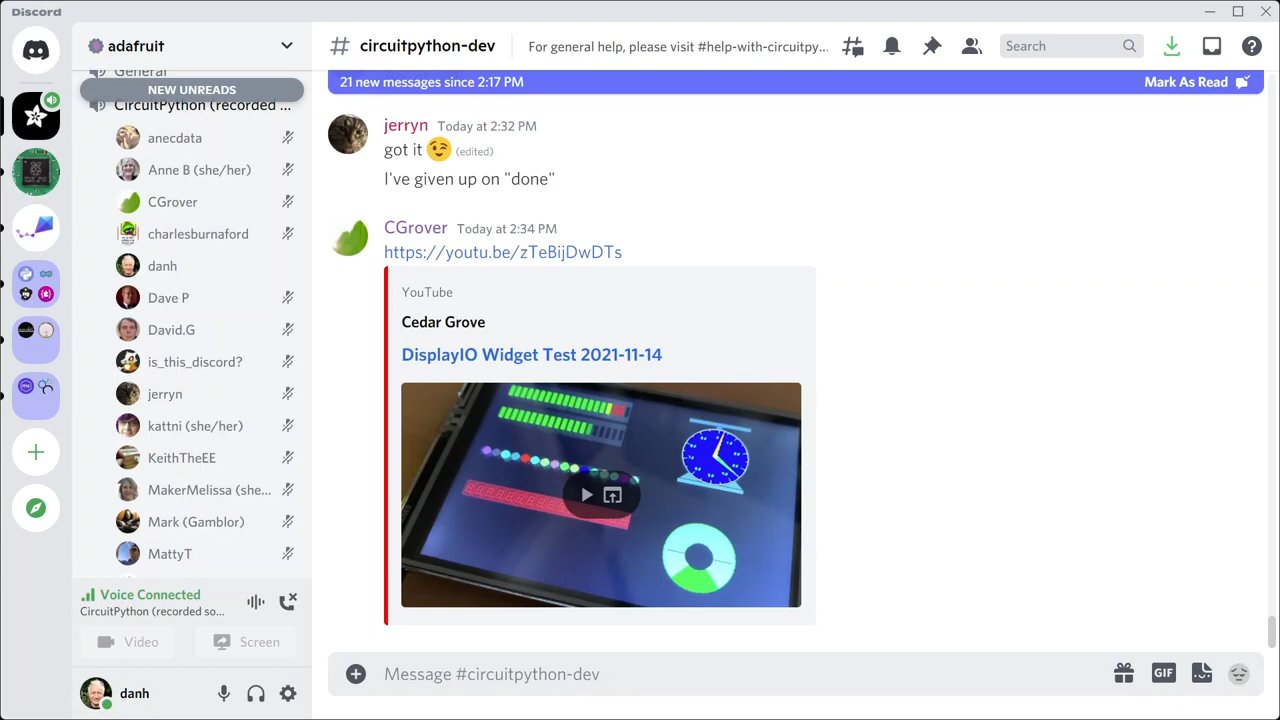 Discord
adafruit
General
NEW UNREADS
CircuitPython (recorded ...
anecdata
Anne B (she/her)
CGrover
charlesburnaford
danh
Dave P
David.G
is_this_discord?
jerryn
kattni (she/her)
KeithTheEE
MakerMelissa (she...
Mark (Gamblor)
MattyT
Voice Connected
CircuitPython (recorded so...
Video
Screen
danh
# circuitpython-dev
For general help, please visit #help-with-circuitpy...
Search
21 new messages since 2:17 PM
Mark As Read
jerryn Today at 2:32 PM
got it 😉 (edited)
I've given up on "done"
CGrover Today at 2:34 PM
https://youtu.be/zTeBijDwDTs
YouTube
Cedar Grove
DisplayIO Widget Test 2021-11-14
Message #circuitpython-dev
GIF